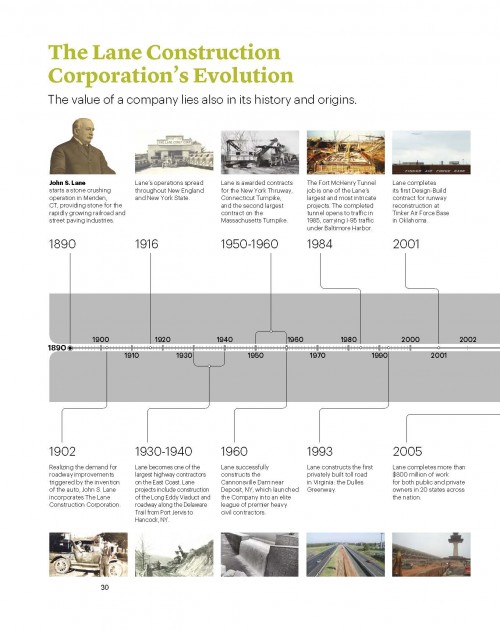 The Lane Construction
Corporation's Evolution
The value of a company lies also in its history and origins.
John S. Lane
starts a stone crushing
operation in Meriden,
CT, providing stone for the
rapidly growing railroad and
street paving industries.
Lane's operations spread
throughout New England
and New York State.
Lane is awarded contracts
for the New York Thruway,
Connecticut Turnpike,
and the second largest
contract on the
Massachusetts Turnpike.
The Fort McHenry Tunnel
job is one of the Lane's
largest and most intricate
projects. The completed
tunnel opens to traffic in
1985, carrying I-95 traffic
under Baltimore Harbor
Lane completes
its first Design-Build
contract for runway
reconstruction at
Tinker Air Force Base
in Oklahoma.
1890
1916
1950-1960
1984
2001
1900
1920
1940
1960
1980
2000
2002
1890
1910
1930
1950
1970
1990
2001
1902
1930-1940
1960
1993
2005
Realizing the demand for
roadway improvements
triggered by the invention
of the auto, John S. Lane
incorporates The Lane
Construction Corporation.
Lane becomes one of the
largest highway contractors
on the East Coast. Lane
projects include construction
of the Long Eddy Viaduct and
roadway along the Delaware
Trail from Port Jervis to
Hancock, NY.
Lane successfully
constructs the
Cannonsville Dam near
Deposit, NY, which launched
the Company into an elite
league of premier heavy
civil contractors.
Lane constructs the first
privately built toll road
in Virginia: the Dulles
Greenway.
Lane completes more than
$800 million of work
for both public and private
owners in 20 states across
the nation.
30